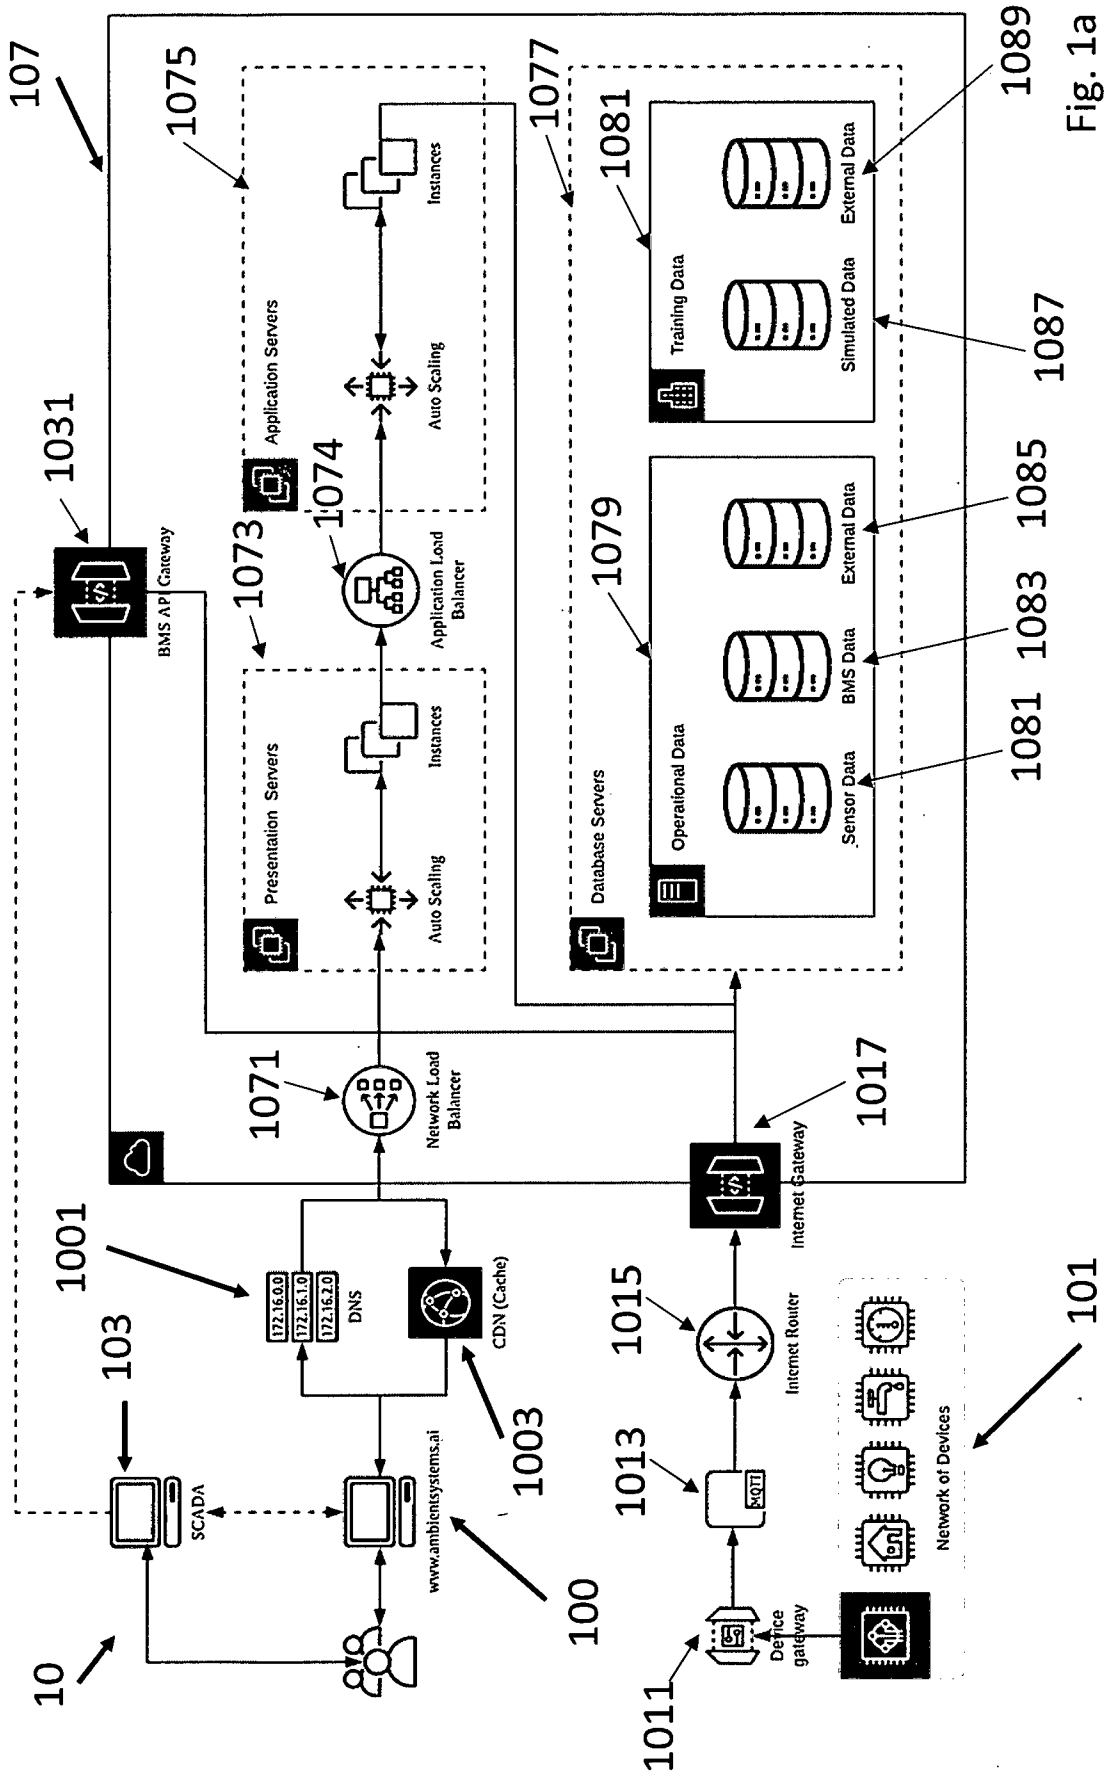 10
103
SCADA
100
www.ambientsystems.ai
1001
172.16.0.0
172.16.1.0
172.16.2.0
DNS
1003
CDN (Cache)
107
1031
BMS API Gateway
1071
Network Load
Balancer
1073
Presentation Servers
Auto Scaling
Instances
1074
Application Load
Balancer
1075
Application Servers
Auto Scaling
Instances
1011
Device
gateway
1013
MQTT
1015
Internet Router
1017
Internet Gateway
101
Network of Devices
1077
Database Servers
1079
Operational Data
Sensor Data
1081
BMS Data
1083
External Data
1085
1081
Training Data
Simulated Data
1087
External Data
1089
Fig. 1a